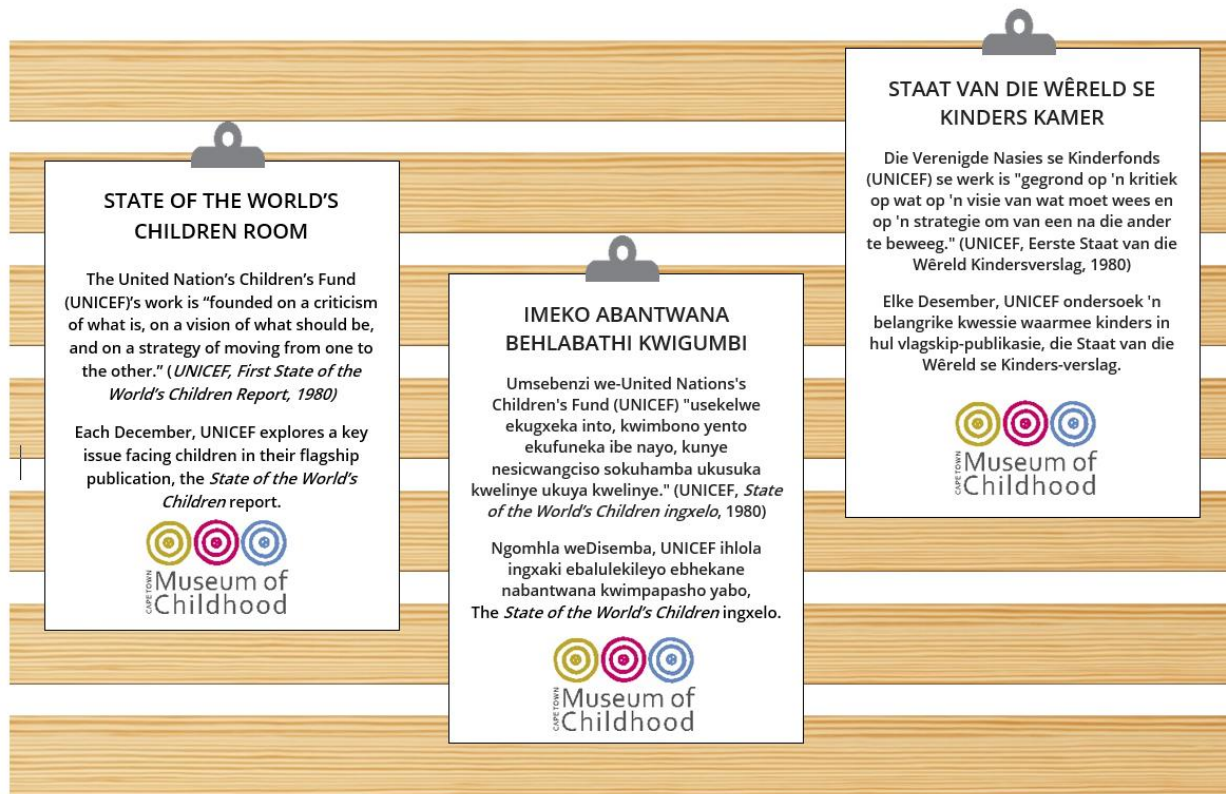 STATE OF THE WORLD'S
CHILDREN ROOM
The United Nation's Children's Fund
(UNICEF)'s work is “founded on a criticism
of what is, on a vision of what should be,
and on a strategy of moving from one to
the other.” (UNICEF, First State of the
World's Children Report, 1980)
Each December, UNICEF explores a key
issue facing children in their flagship
publication, the State of the World's
Children report.
CAPE TOWN
Museum of
Childhood
IMEKO ABANTWANA
BEHLABATHI KWIGUMBI
Umsebenzi we-United Nations's
Children's Fund (UNICEF) "usekelwe
ekugxeka into, kwimbono yento
ekufuneka ibe nayo, kunye
nesicwangciso sokuhamba ukusuka
kwelinye ukuya kwelinye." (UNICEF, State
of the World's Children ingxelo, 1980)
Ngomhla weDisemba, UNICEF ihlola
ingxaki ebalulekileyo ebhekane
nabantwana kwimpapasho yabo,
The State of the World's Children ingxelo.
CAPE TOWN
Museum of
Childhood
STAAT VAN DIE WÊRELD SE
KINDERS KAMER
Die Verenigde Nasies se Kinderfonds
(UNICEF) se werk is "gegrond op 'n kritiek
op wat op 'n visie van wat moet wees en
op 'n strategie om van een na die ander
te beweeg." (UNICEF, Eerste Staat van die
Wêreld Kindersverslag, 1980)
Elke Desember, UNICEF ondersoek 'n
belangrike kwessie waarmee kinders in
hul vlagskip-publikasie, die Staat van die
Wêreld se Kinders-verslag.
CAPE TOWN
Museum of
Childhood